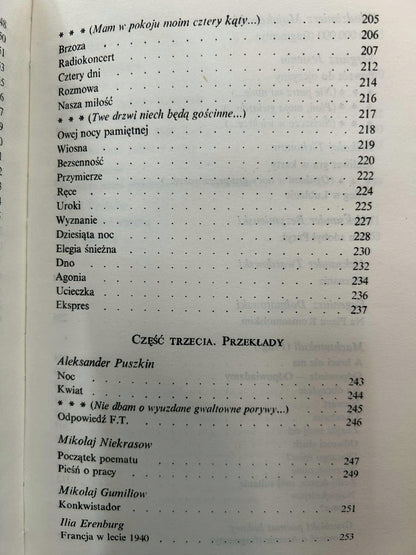 * * * (Mam w pokoju moim cztery kąty...) . . . . . . . 205
Brzoza . . . . . . . 206
Radiokoncert . . . . . . . 207
Cztery dni . . . . . . . 212
Rozmowa . . . . . . . 214
Nasza miłość . . . . . . . 216
* * * (Twe drzwi niech będą gościnne...) . . . . . . . 217
Owej nocy pamiętnej . . . . . . . 218
Wiosna . . . . . . . 219
Bezsenność . . . . . . . 220
Przymierze . . . . . . . 222
Ręce . . . . . . . 224
Uroki . . . . . . . 225
Wyznanie . . . . . . . 227
Dziesiąta noc . . . . . . . 228
Elegia śnieżna . . . . . . . 230
Dno . . . . . . . 232
Agonia . . . . . . . 234
Ucieczka . . . . . . . 236
Ekspres . . . . . . . 237
CZĘŚĆ TRZECIA. PRZEKŁADY
Aleksander Puszkin
Noc . . . . . . . 243
Kwiat . . . . . . . 244
* * * (Nie dbam o wyuzdane gwałtowne porywy...) . . . 245
Odpowiedź F.T. . . . . . . . 246
Mikołaj Niekrasow
Początek poematu . . . . . . . 247
Pieśń o pracy . . . . . . . 249
Mikołaj Gumiliow
Konkwistador . . . . . . . 251
Ilia Erenburg
Francja w lecie 1940 . . . . . . . 253